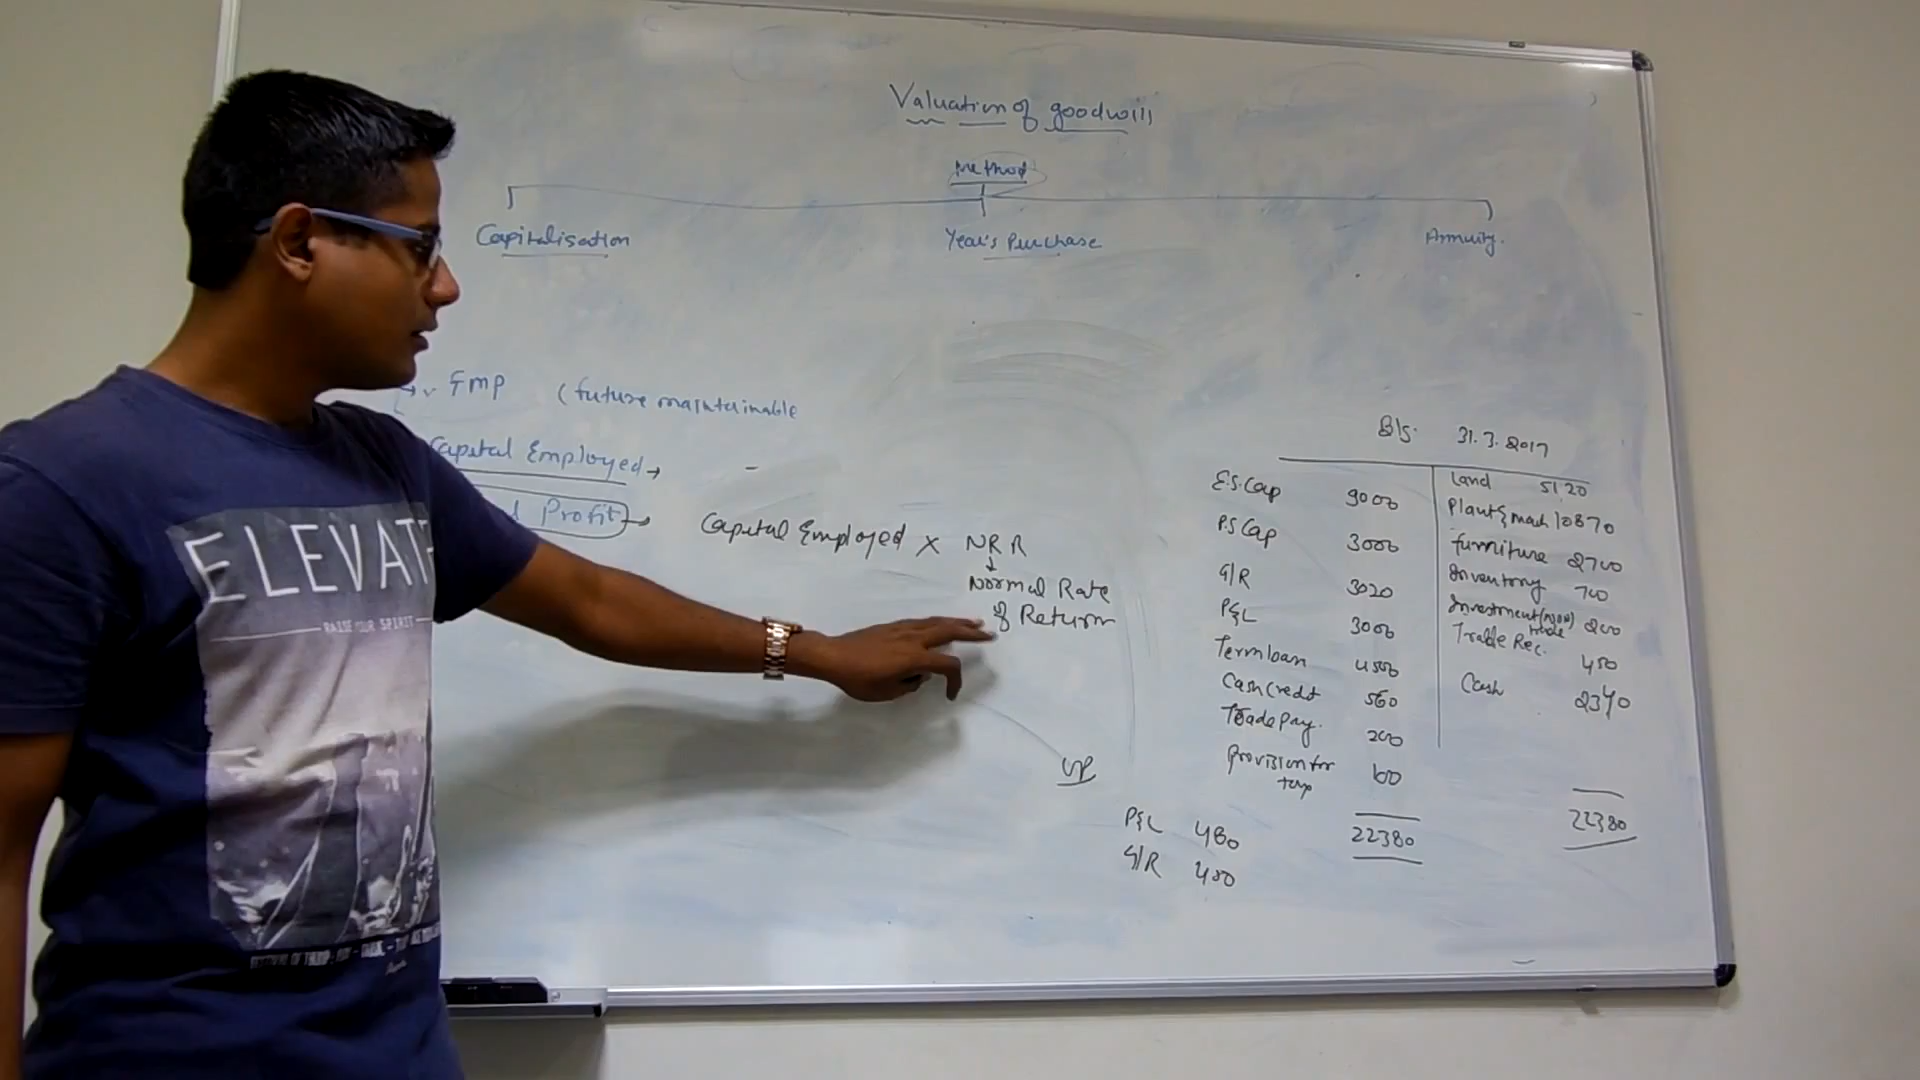 Valuation of goodwill
Method
Capitalisation Year's Purchase Annuity.
FMP (future maintainable
Capital Employed →
Profit → Capital Employed X NRR
Normal Rate
of Return
B/S. 31.3.2017
E.S.Cap 9000 Land 5120
P.S Cap 3000 Plant & Mach 10870
G/R 3020 furniture 2700
P&L 3000 Inventory 700
Term loan 4500 Investment (non trade) 200
Cash Credit 560 Trade Rec. 450
Trade pay. 200 Cash 2340
Provision for tax 100
22380 22380
UP
P&L 480
G/R 400
ELEVATE
RAISE YOUR SPIRIT